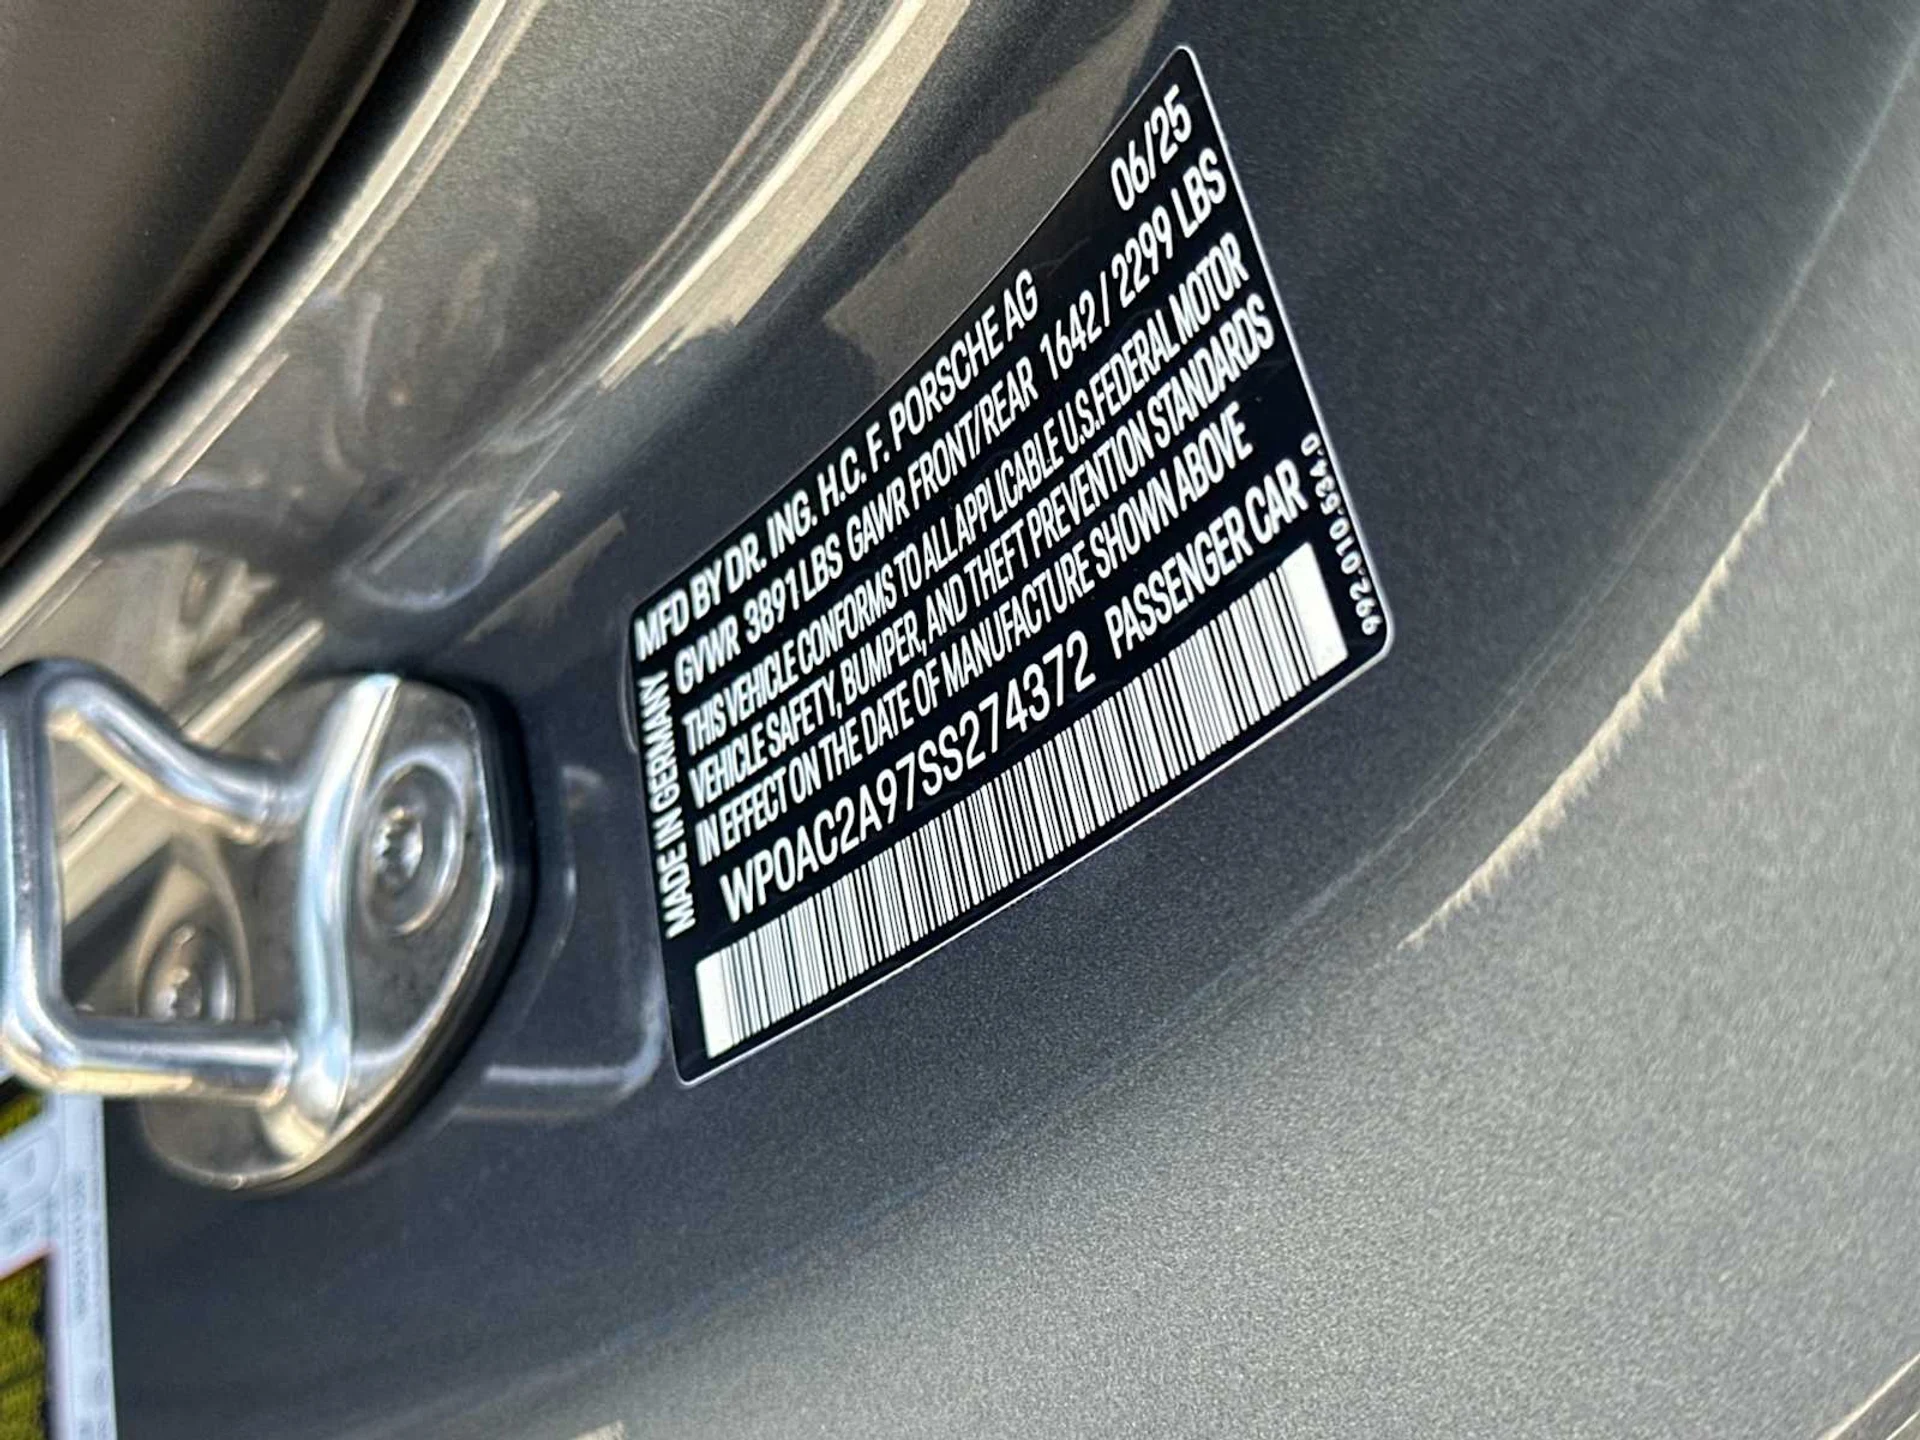 MFD BY DR. ING. H.C. F. PORSCHE AG 06/25
GVWR 3891 LBS GAWR FRONT/REAR 1642 / 2299 LBS
THIS VEHICLE CONFORMS TO ALL APPLICABLE U.S. FEDERAL MOTOR
VEHICLE SAFETY, BUMPER, AND THEFT PREVENTION STANDARDS
IN EFFECT ON THE DATE OF MANUFACTURE SHOWN ABOVE
WP0AC2A97SS274372 PASSENGER CAR
MADE IN GERMANY
992.010.534.0